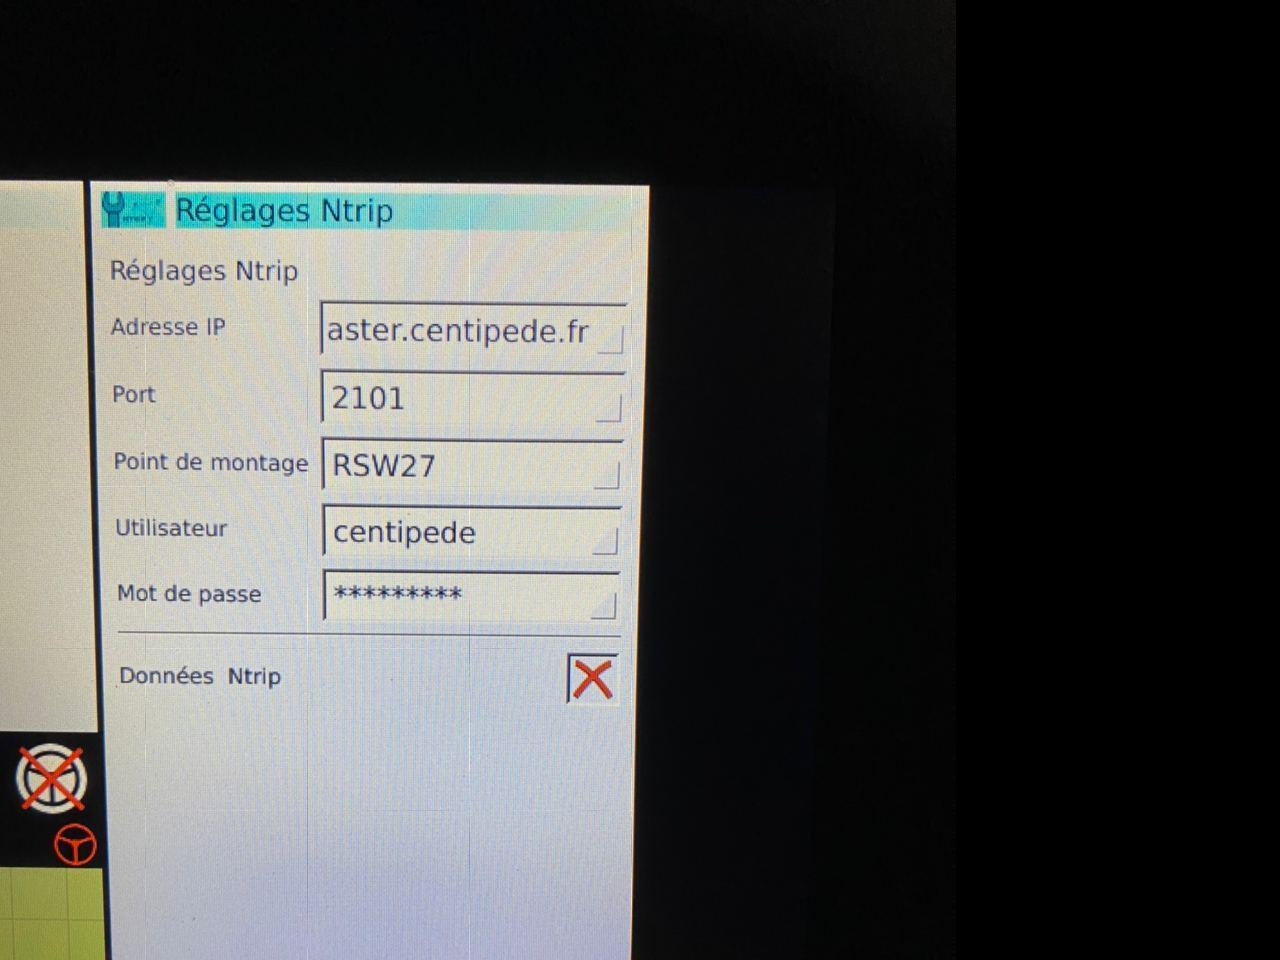 Réglages Ntrip
Réglages Ntrip
Adresse IP
aster.centipede.fr
Port
2101
Point de montage
RSW27
Utilisateur
centipede
Mot de passe
*********
Données Ntrip